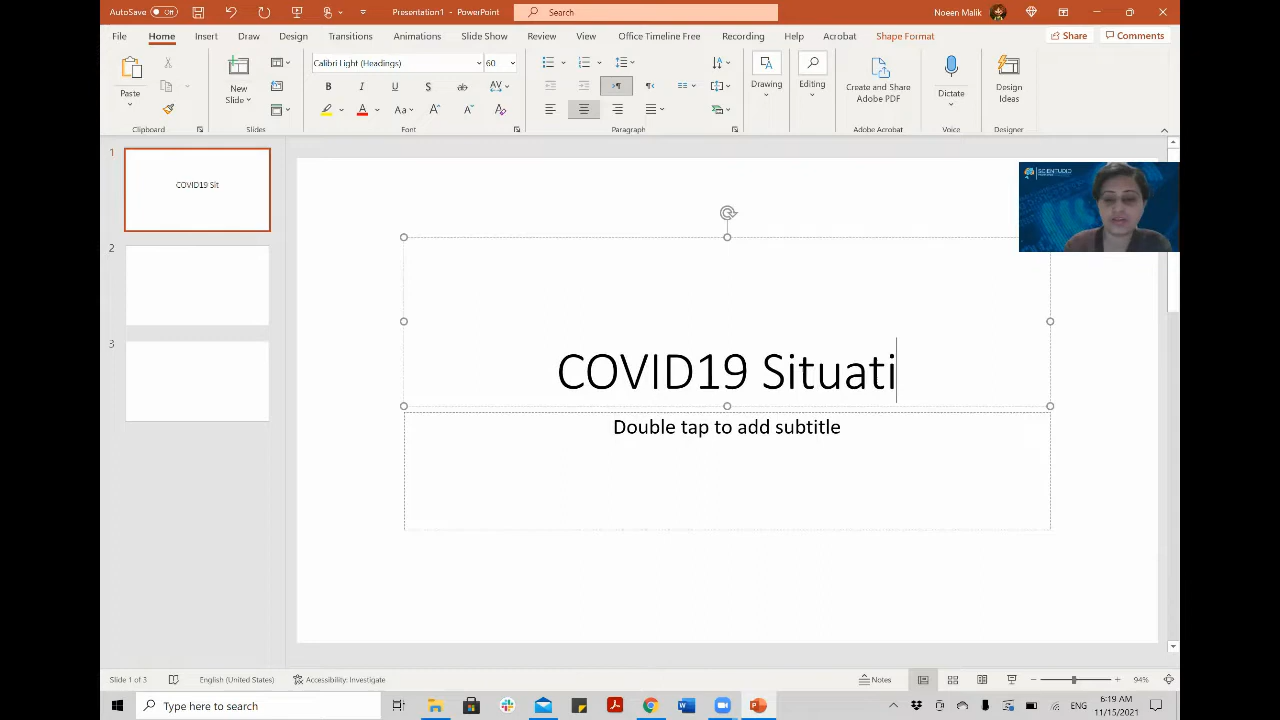 AutoSave Off Presentation1 - PowerPoint Search Noeen Malik
File Home Insert Draw Design Transitions Animations Slide Show Review View Recording Office Timeline Free Help Acrobat Shape Format Share Comments
Calibri Light (Headings) 60
Paste New Slide Drawing Editing Create and Share Adobe PDF Dictate Design Ideas
Clipboard Slides Font Paragraph Adobe Acrobat Voice Designer
1
COVID19 Sit
2
3
SCIENTUDIO
COVID19 Situati
Double tap to add subtitle
Slide 1 of 3 English (United States) Accessibility: Investigate Notes 94%
Type here to search ENG 6:19 AM
11/15/2021